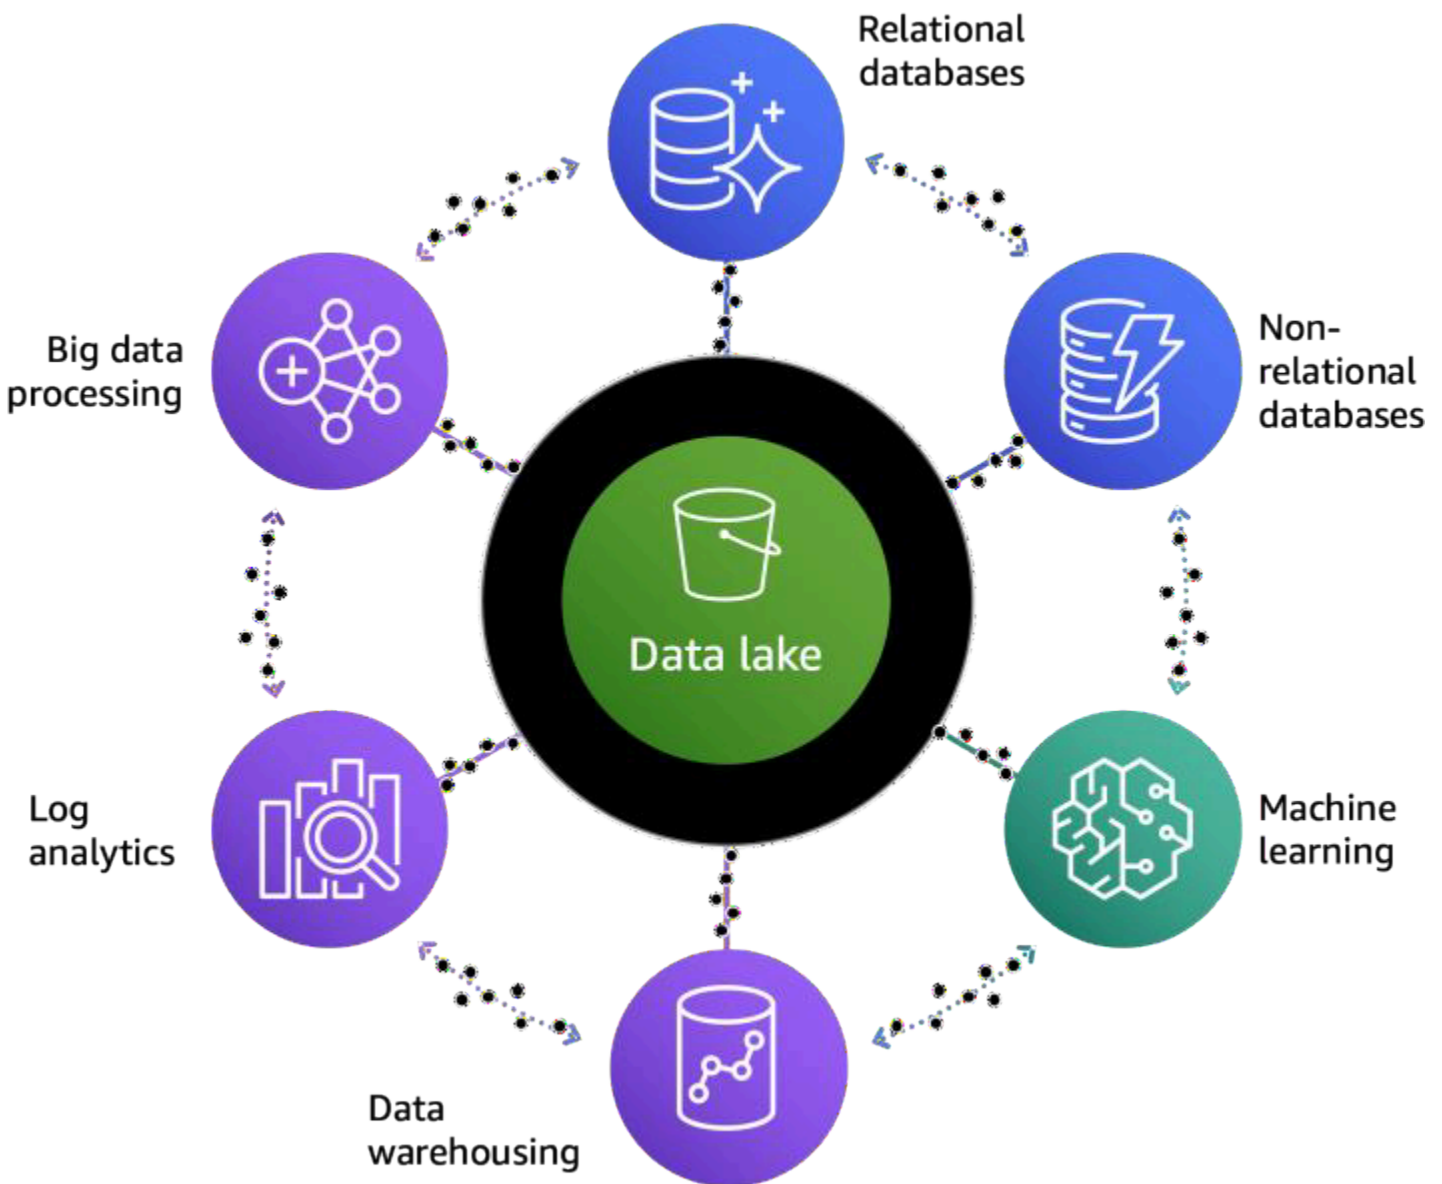 Relational
databases
Big data
processing
Non-
relational
databases
Data lake
Log
analytics
Machine
learning
Data
warehousing